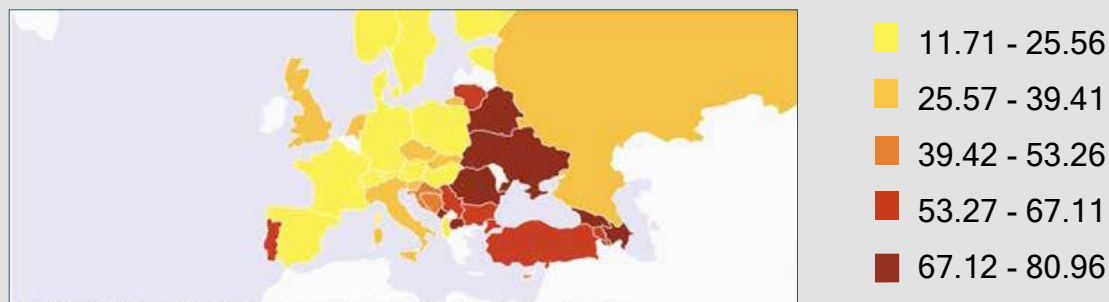 11.71 - 25.56
25.57 - 39.41
39.42 - 53.26
53.27 - 67.11
67.12 - 80.96